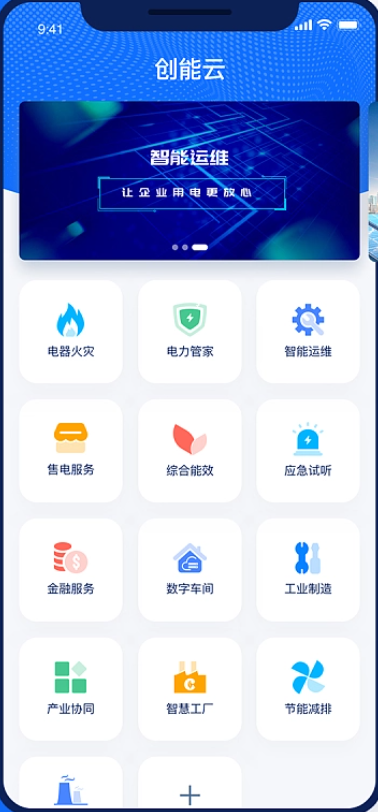 9:41
创能云
智能运维
让企业用电更放心
电器火灾
电力管家
智能运维
售电服务
综合能效
应急试听
金融服务
数字车间
工业制造
产业协同
智慧工厂
节能减排